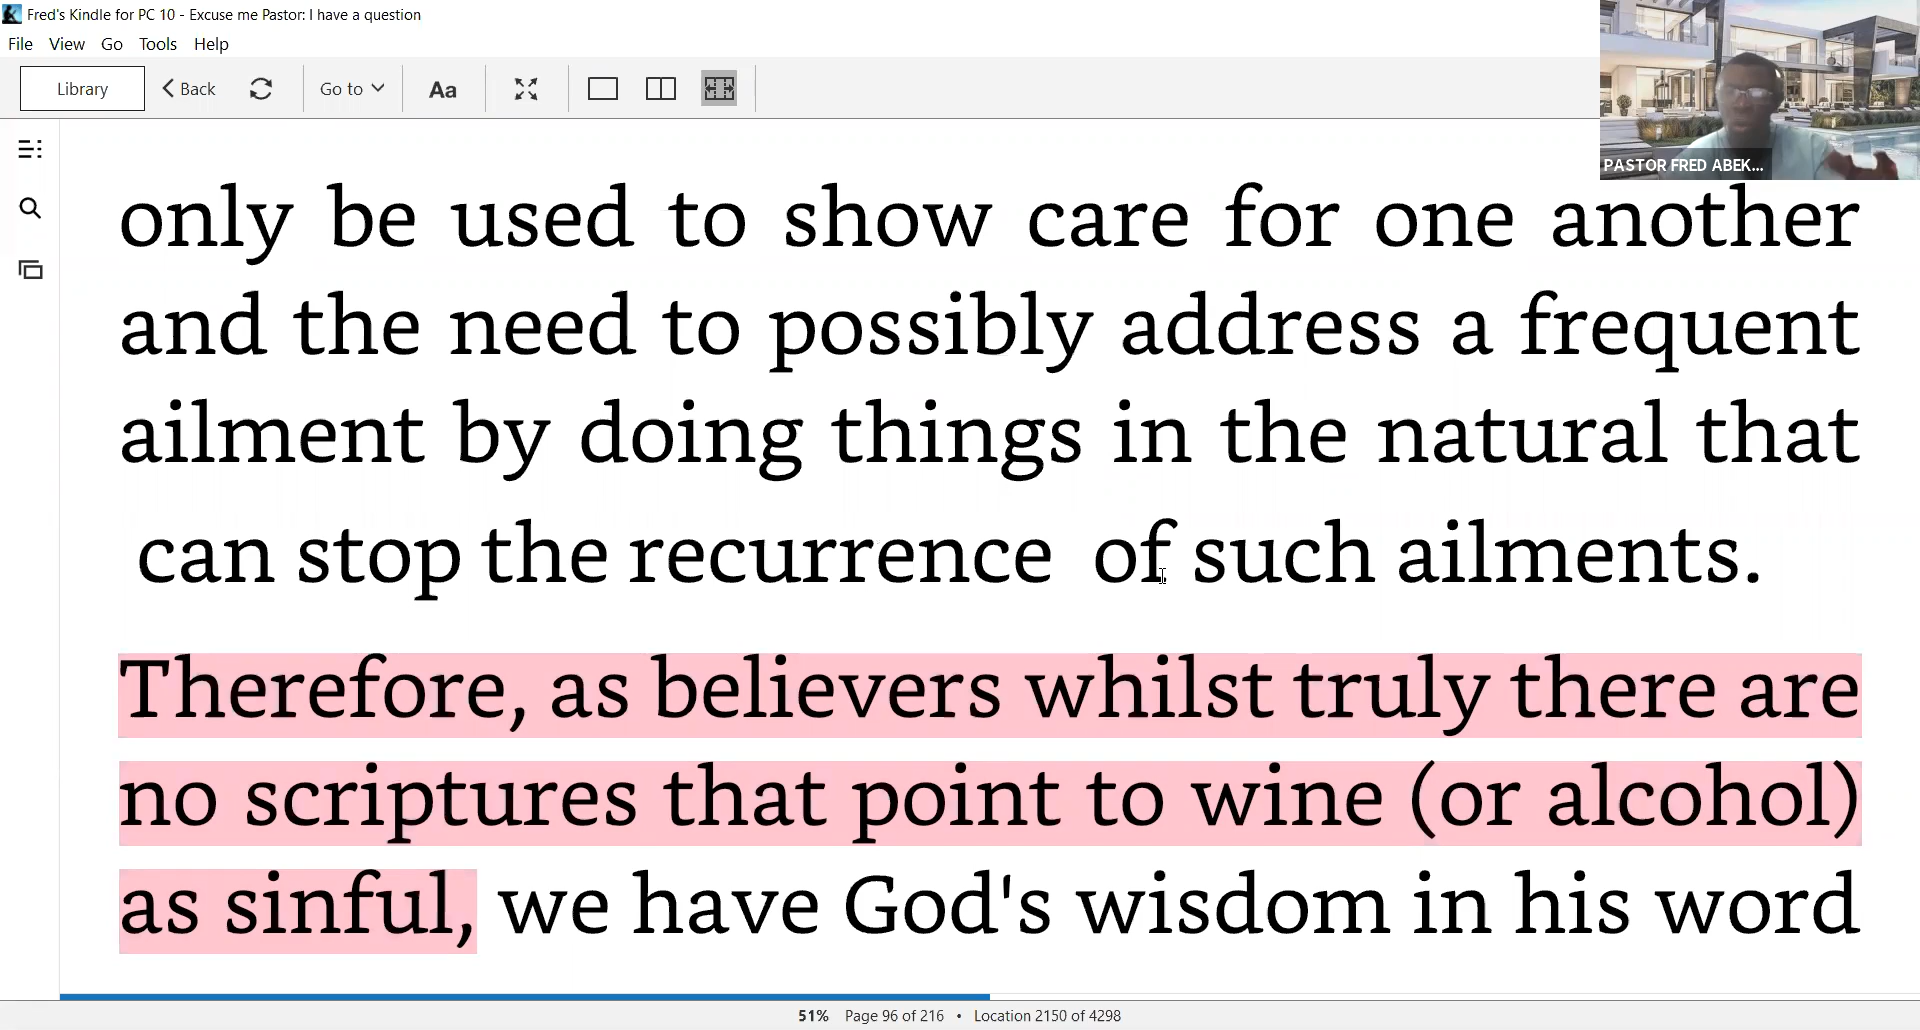 Fred's Kindle for PC 10 - Excuse me Pastor: I have a question
File View Go Tools Help
Library Back Go to Aa
PASTOR FRED ABEK...
only be used to show care for one another
and the need to possibly address a frequent
ailment by doing things in the natural that
can stop the recurrence of such ailments.
Therefore, as believers whilst truly there are
no scriptures that point to wine (or alcohol)
as sinful, we have God's wisdom in his word
51% Page 96 of 216 • Location 2150 of 4298